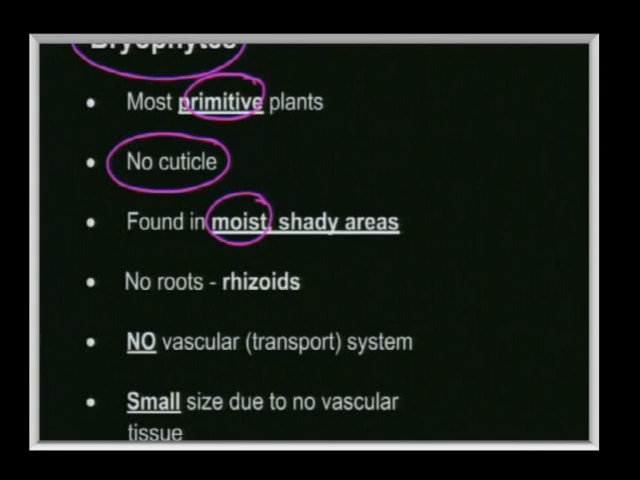 Bryophytes
• Most primitive plants
• No cuticle
• Found in moist, shady areas
• No roots - rhizoids
• NO vascular (transport) system
• Small size due to no vascular
tissue